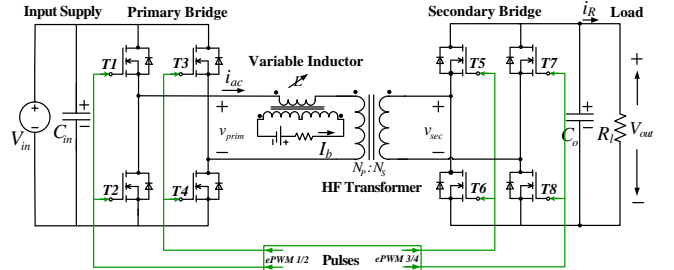 Input Supply
Primary Bridge
Secondary Bridge
i_R
Load
T1
T3
Variable Inductor
T5
T7
i_ac
L
+
+
+
V_in
+
C_in
v_prim
I_b
v_sec
+
C_o
R_l
V_out
N_P : N_S
T2
T4
HF Transformer
T6
T8
ePWM 1/2
Pulses
ePWM 3/4